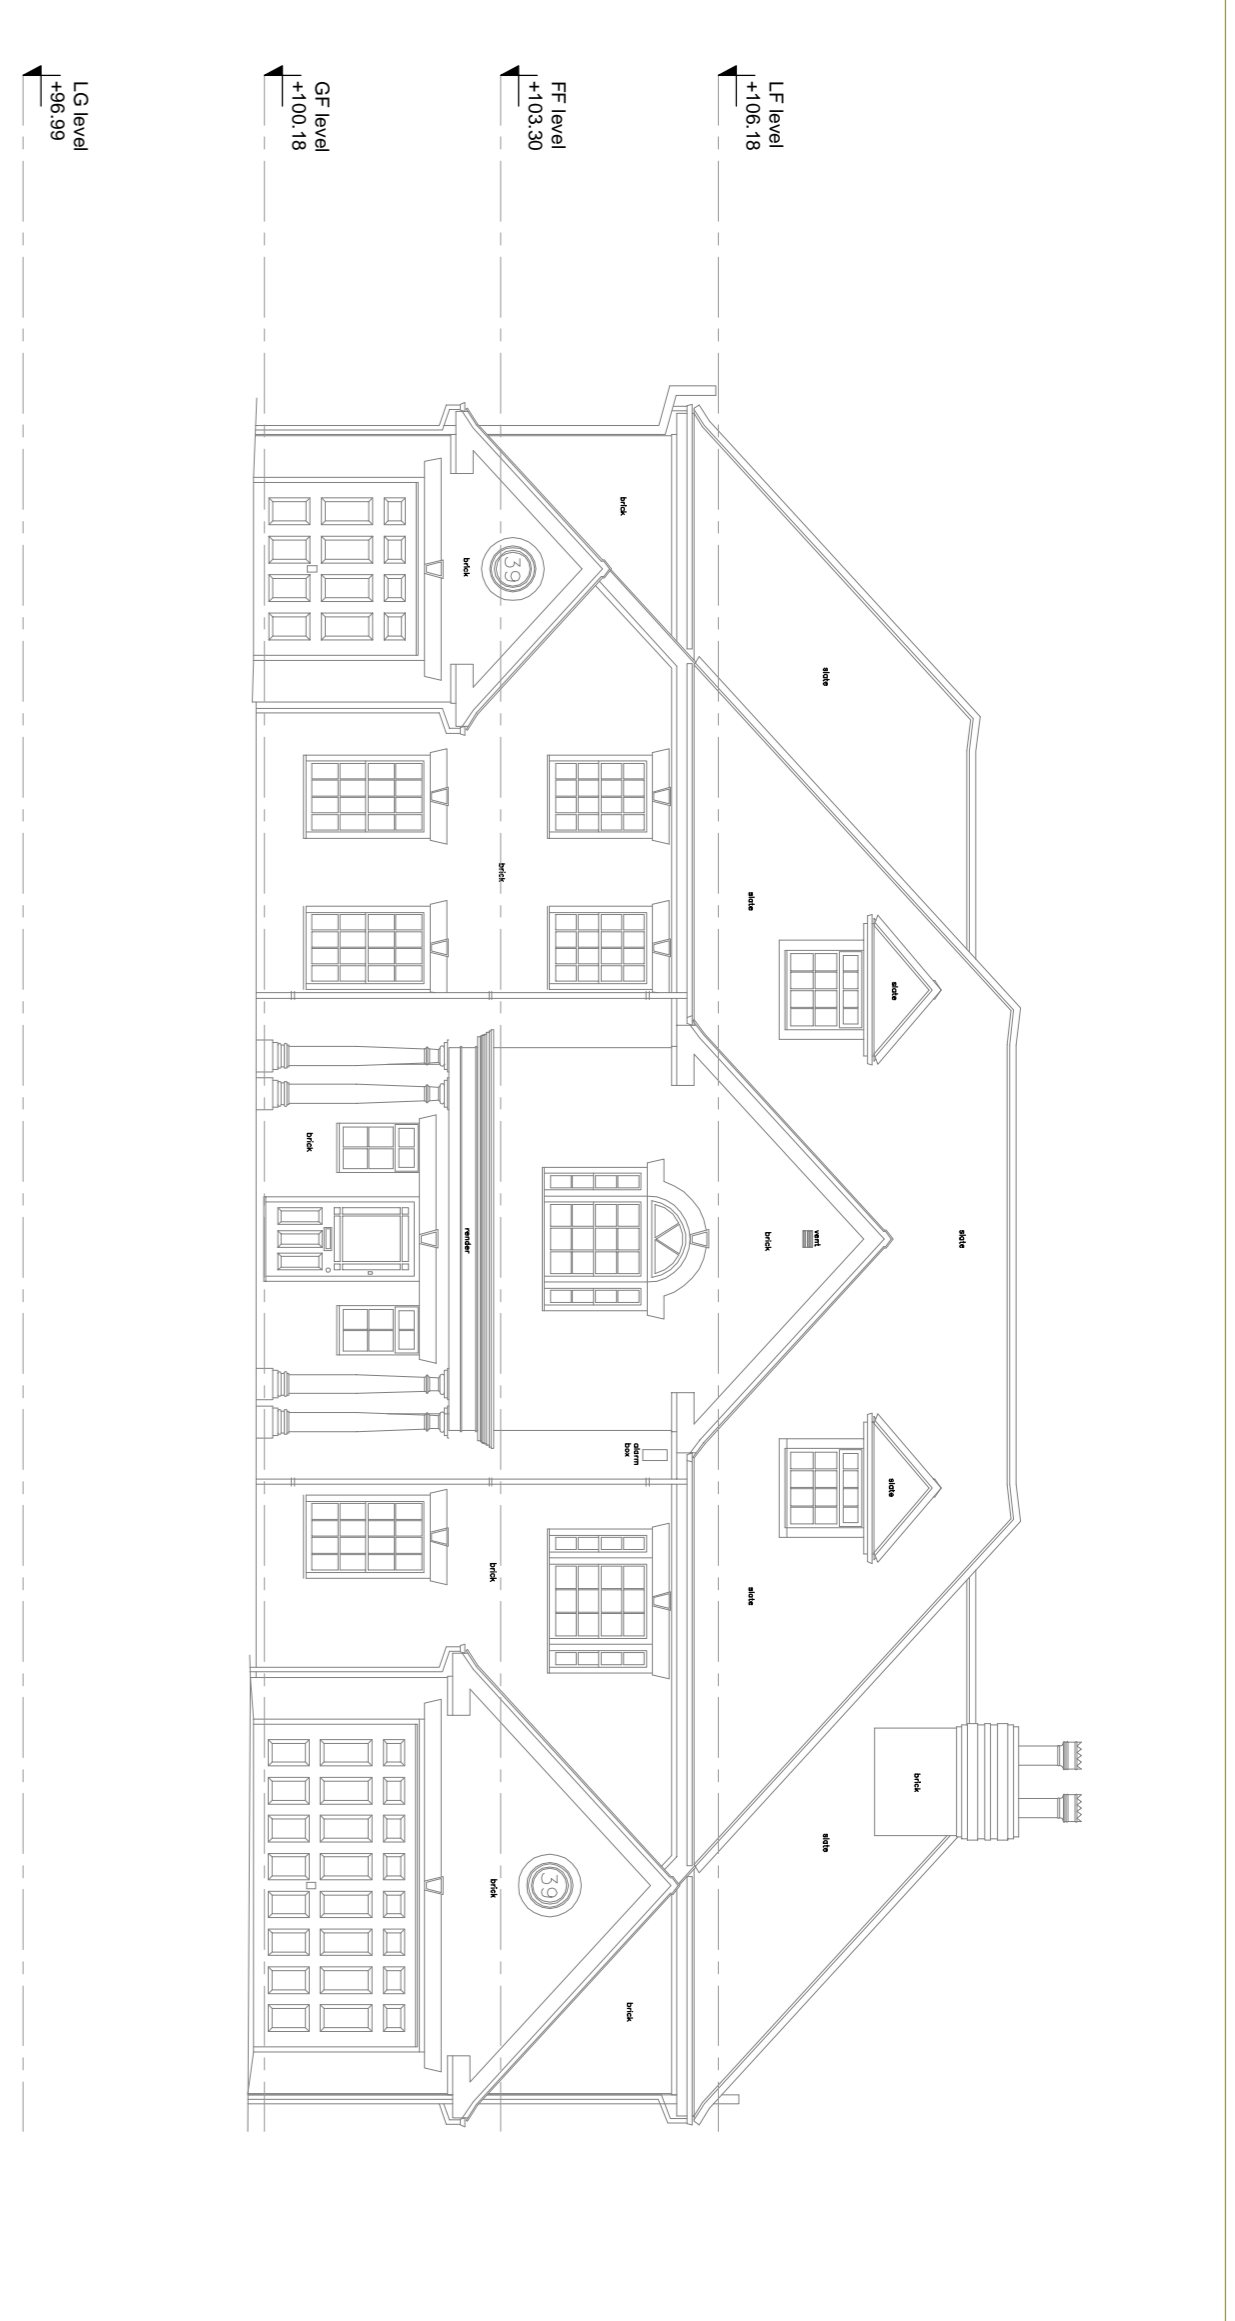 LF level
+106.18
FF level
+103.30
GF level
+100.18
LG level
+96.99
slate
slate
slate
slate
slate
slate
slate
vent
brick
brick
39
brick
brick
brick
render
alarm
box
brick
brick
39
brick
brick